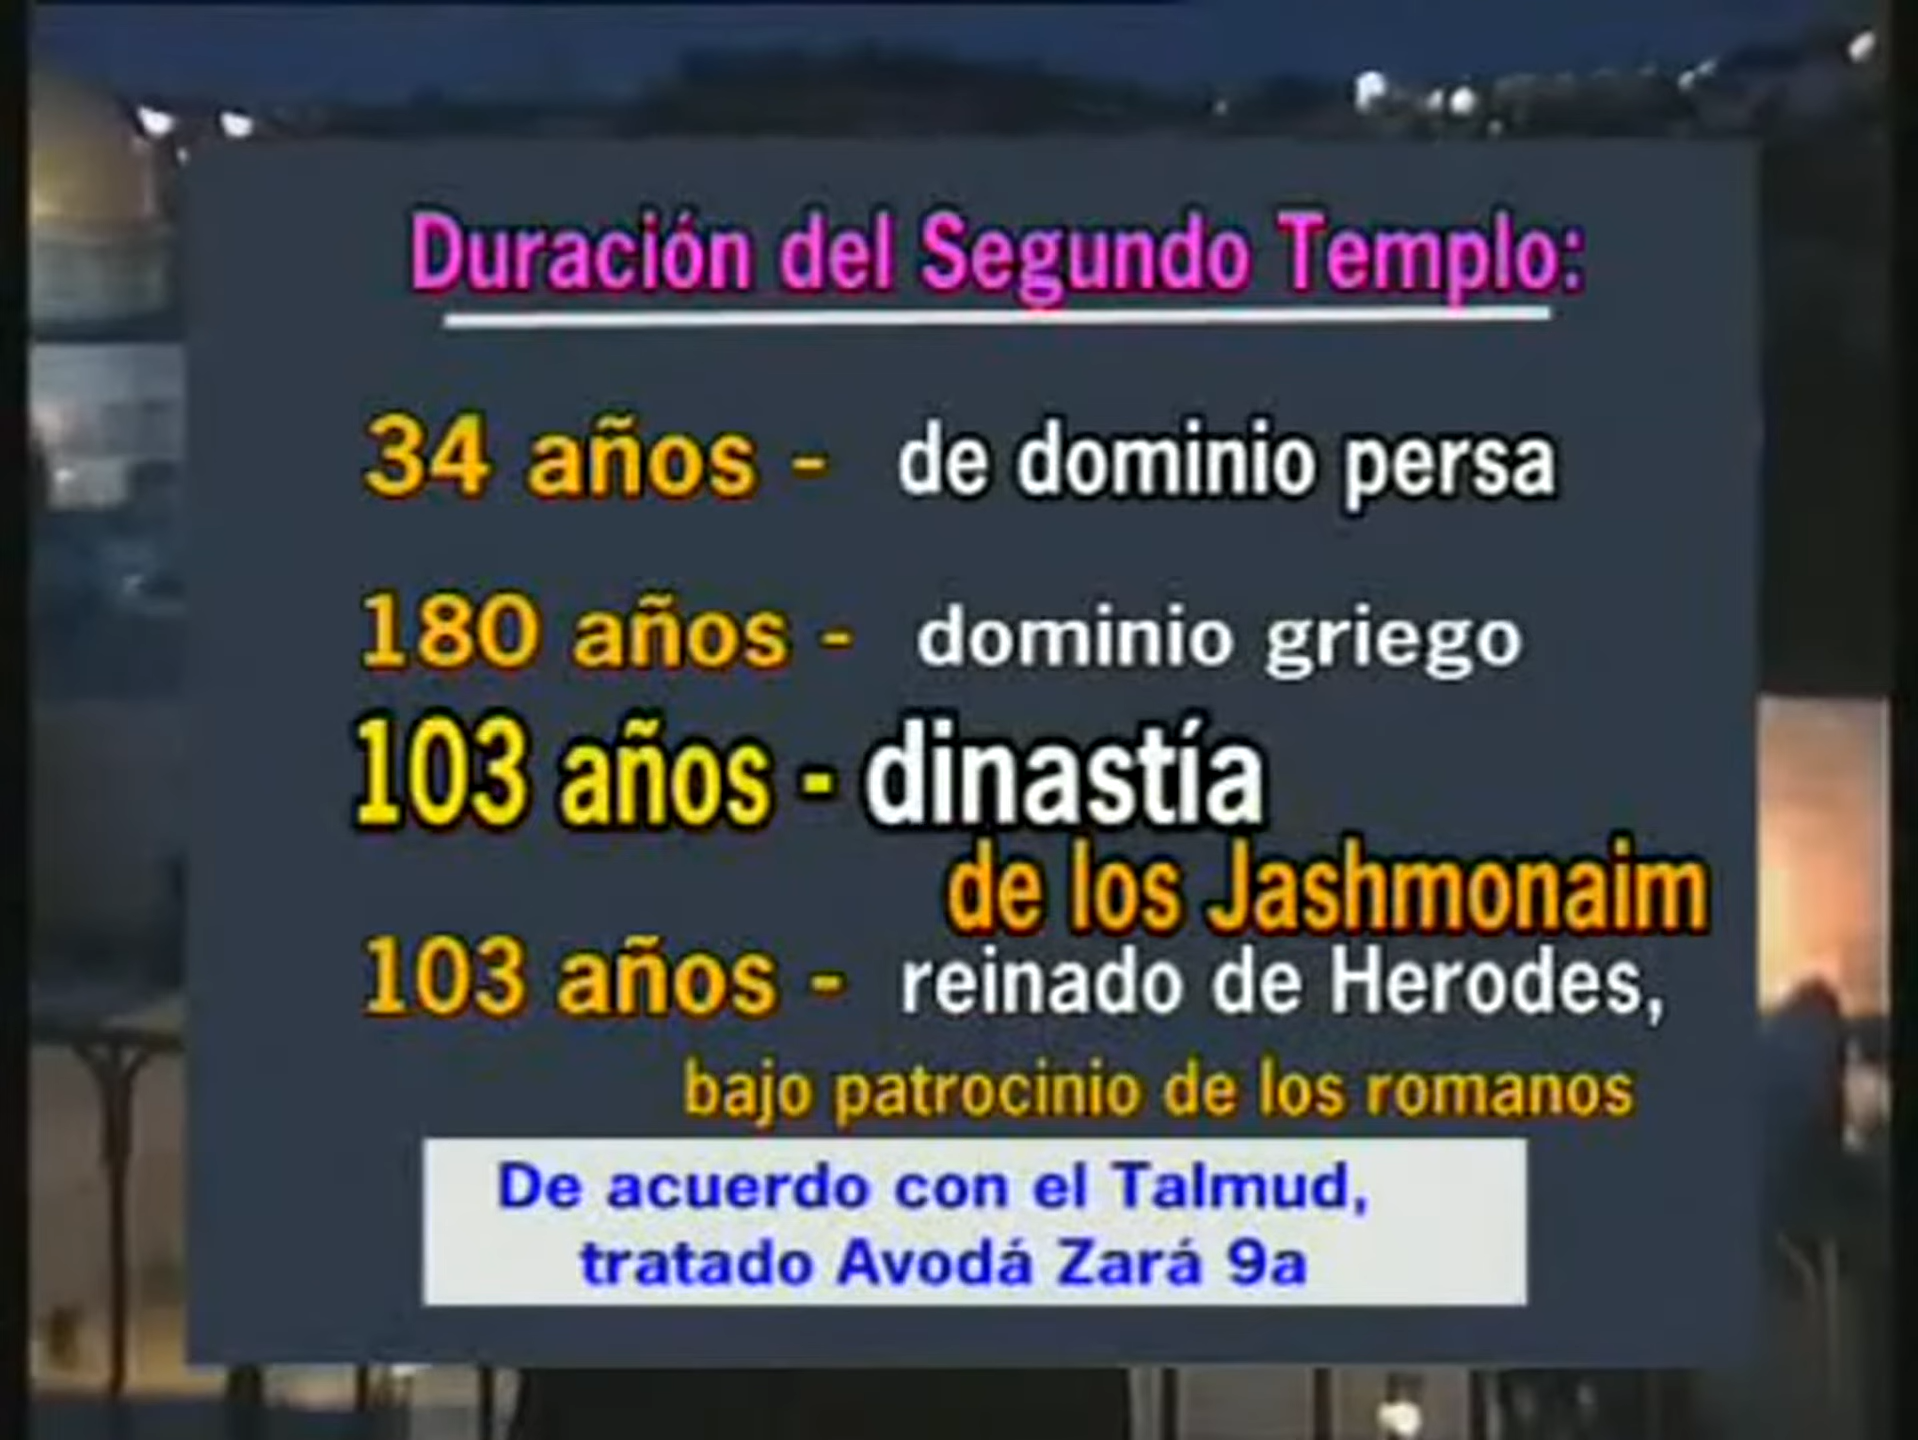 Duración del Segundo Templo:
34 años - de dominio persa
180 años - dominio griego
103 años - dinastía
de los Jashmonaim
103 años - reinado de Herodes,
bajo patrocinio de los romanos
De acuerdo con el Talmud,
tratado Avodá Zará 9a